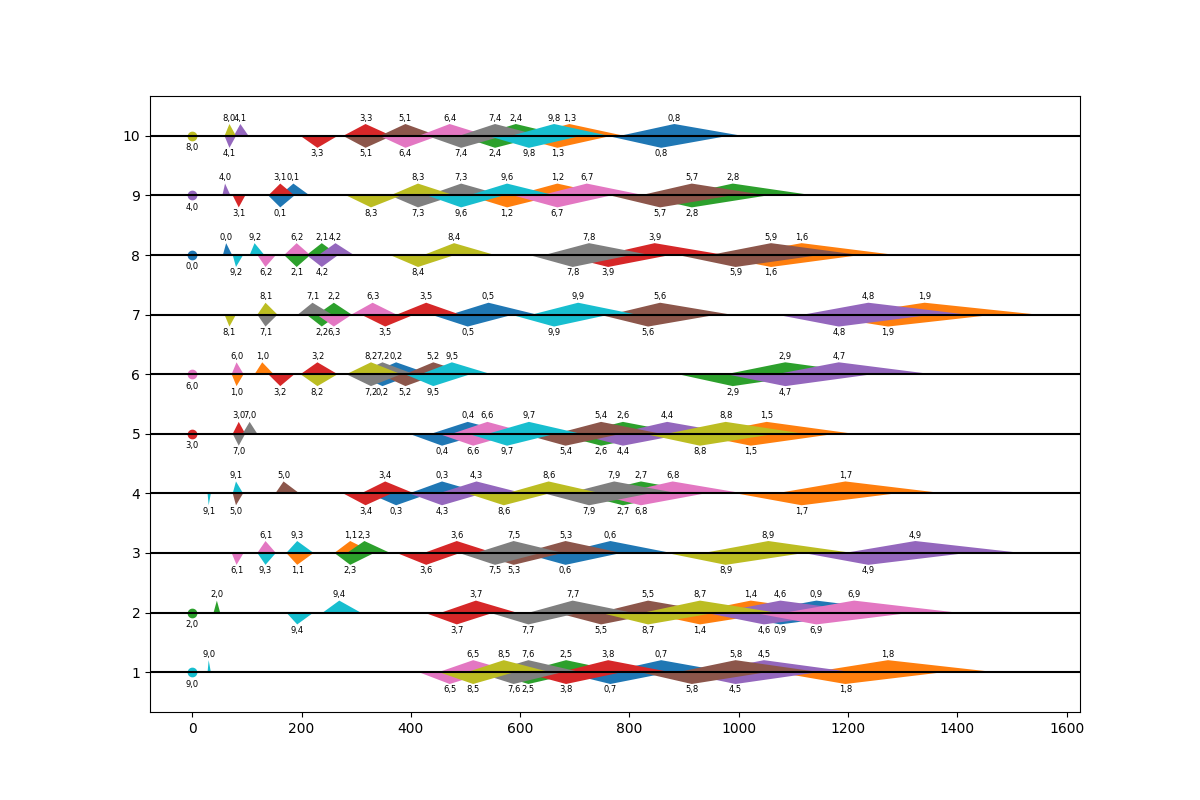 8,0 4,1 3,3 5,1 6,4 7,4 2,4 9,8 1,3 0,8
10
8,0 4,1 3,3 5,1 6,4 7,4 2,4 9,8 1,3 0,8
4,0 3,1 0,1 8,3 7,3 9,6 1,2 6,7 5,7 2,8
9
4,0 3,1 0,1 8,3 7,3 9,6 1,2 6,7 5,7 2,8
0,0 9,2 6,2 2,1 4,2 8,4 7,8 3,9 5,9 1,6
8
0,0 9,2 6,2 2,1 4,2 8,4 7,8 3,9 5,9 1,6
8,1 7,1 2,2 6,3 3,5 0,5 9,9 5,6 4,8 1,9
7
8,1 7,1 2,2 6,3 3,5 0,5 9,9 5,6 4,8 1,9
6,0 1,0 3,2 8,2 7,2 0,2 5,2 9,5 2,9 4,7
6
6,0 1,0 3,2 8,2 7,2 0,2 5,2 9,5 2,9 4,7
3,0 7,0 0,4 6,6 9,7 5,4 2,6 4,4 8,8 1,5
5
3,0 7,0 0,4 6,6 9,7 5,4 2,6 4,4 8,8 1,5
9,1 5,0 3,4 0,3 4,3 8,6 7,9 2,7 6,8 1,7
4
9,1 5,0 3,4 0,3 4,3 8,6 7,9 2,7 6,8 1,7
6,1 9,3 1,1 2,3 3,6 7,5 5,3 0,6 8,9 4,9
3
6,1 9,3 1,1 2,3 3,6 7,5 5,3 0,6 8,9 4,9
2,0 9,4 3,7 7,7 5,5 8,7 1,4 4,6 0,9 6,9
2
2,0 9,4 3,7 7,7 5,5 8,7 1,4 4,6 0,9 6,9
9,0 6,5 8,5 7,6 2,5 3,8 0,7 5,8 4,5 1,8
1
9,0 6,5 8,5 7,6 2,5 3,8 0,7 5,8 4,5 1,8
0 200 400 600 800 1000 1200 1400 1600